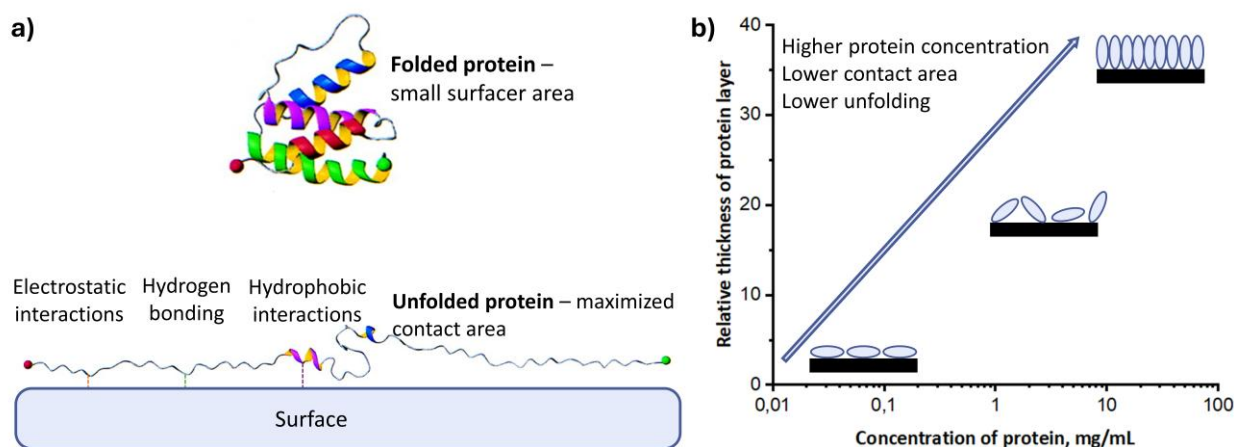 a)
Folded protein –
small surfacer area
Electrostatic
interactions
Hydrogen
bonding
Hydrophobic
interactions
Unfolded protein – maximized
contact area
Surface
b)
Relative thickness of protein layer
40
30
20
10
0
Higher protein concentration
Lower contact area
Lower unfolding
0,01
0,1
1
10
100
Concentration of protein, mg/mL